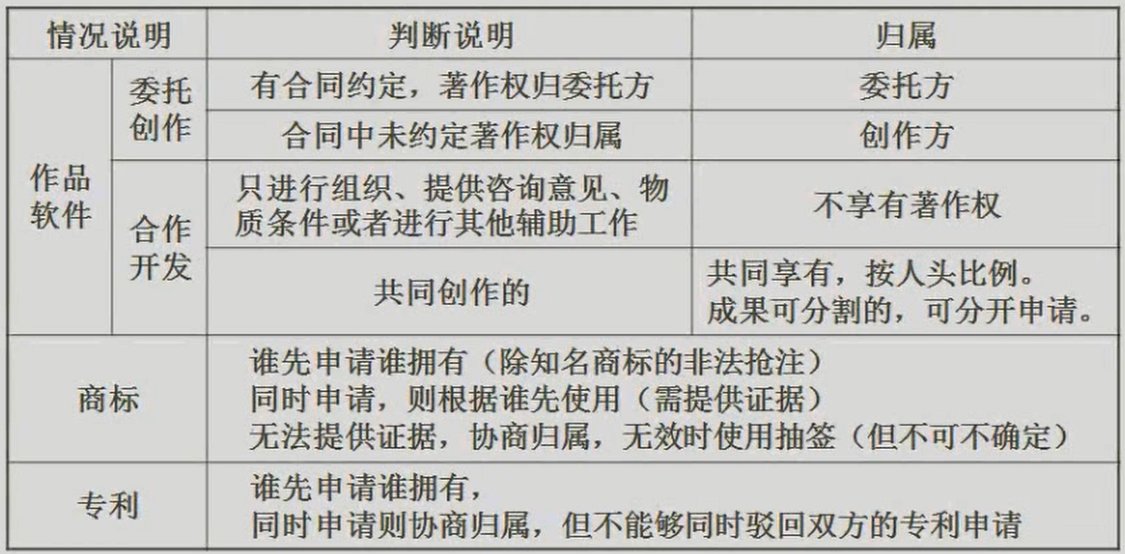 情况说明 判断说明 归属
作品
软件
委托
创作
有合同约定，著作权归委托方 委托方
合同中未约定著作权归属 创作方
合作
开发
只进行组织、提供咨询意见、物
质条件或者进行其他辅助工作
不享有著作权
共同创作的
共同享有，按人头比例。
成果可分割的，可分开申请。
商标
谁先申请谁拥有（除知名商标的非法抢注）
同时申请，则根据谁先使用（需提供证据）
无法提供证据，协商归属，无效时使用抽签（但不可不确定）
专利
谁先申请谁拥有，
同时申请则协商归属，但不能够同时驳回双方的专利申请